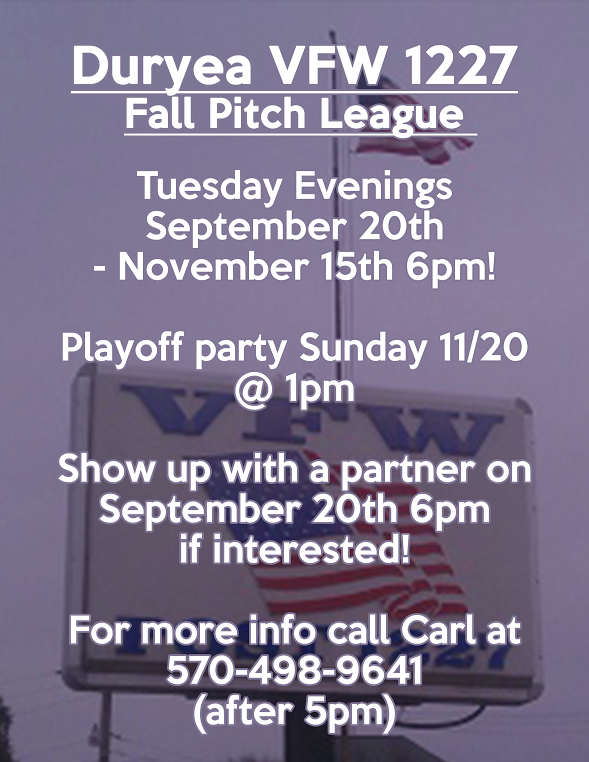 Duryea VFW 1227
Fall Pitch League
Tuesday Evenings
September 20th
- November 15th 6pm!
Playoff party Sunday 11/20
@ 1pm
VFW
Show up with a partner on
September 20th 6pm
if interested!
For more info call Carl at
POST 1227
570-498-9641
(after 5pm)